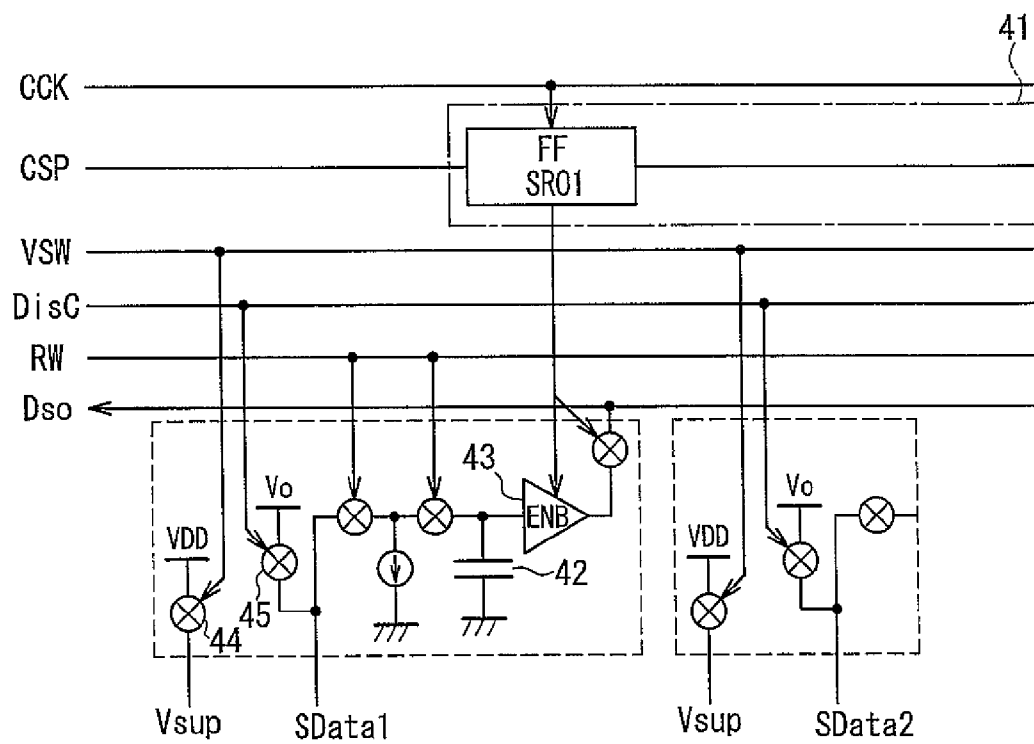 41
CCK
FF
SR01
CSP
VSW
DisC
RW
Dso
43
Vo
ENB
VDD
42
45
44
Vo
VDD
Vsup
SData1
Vsup
SData2